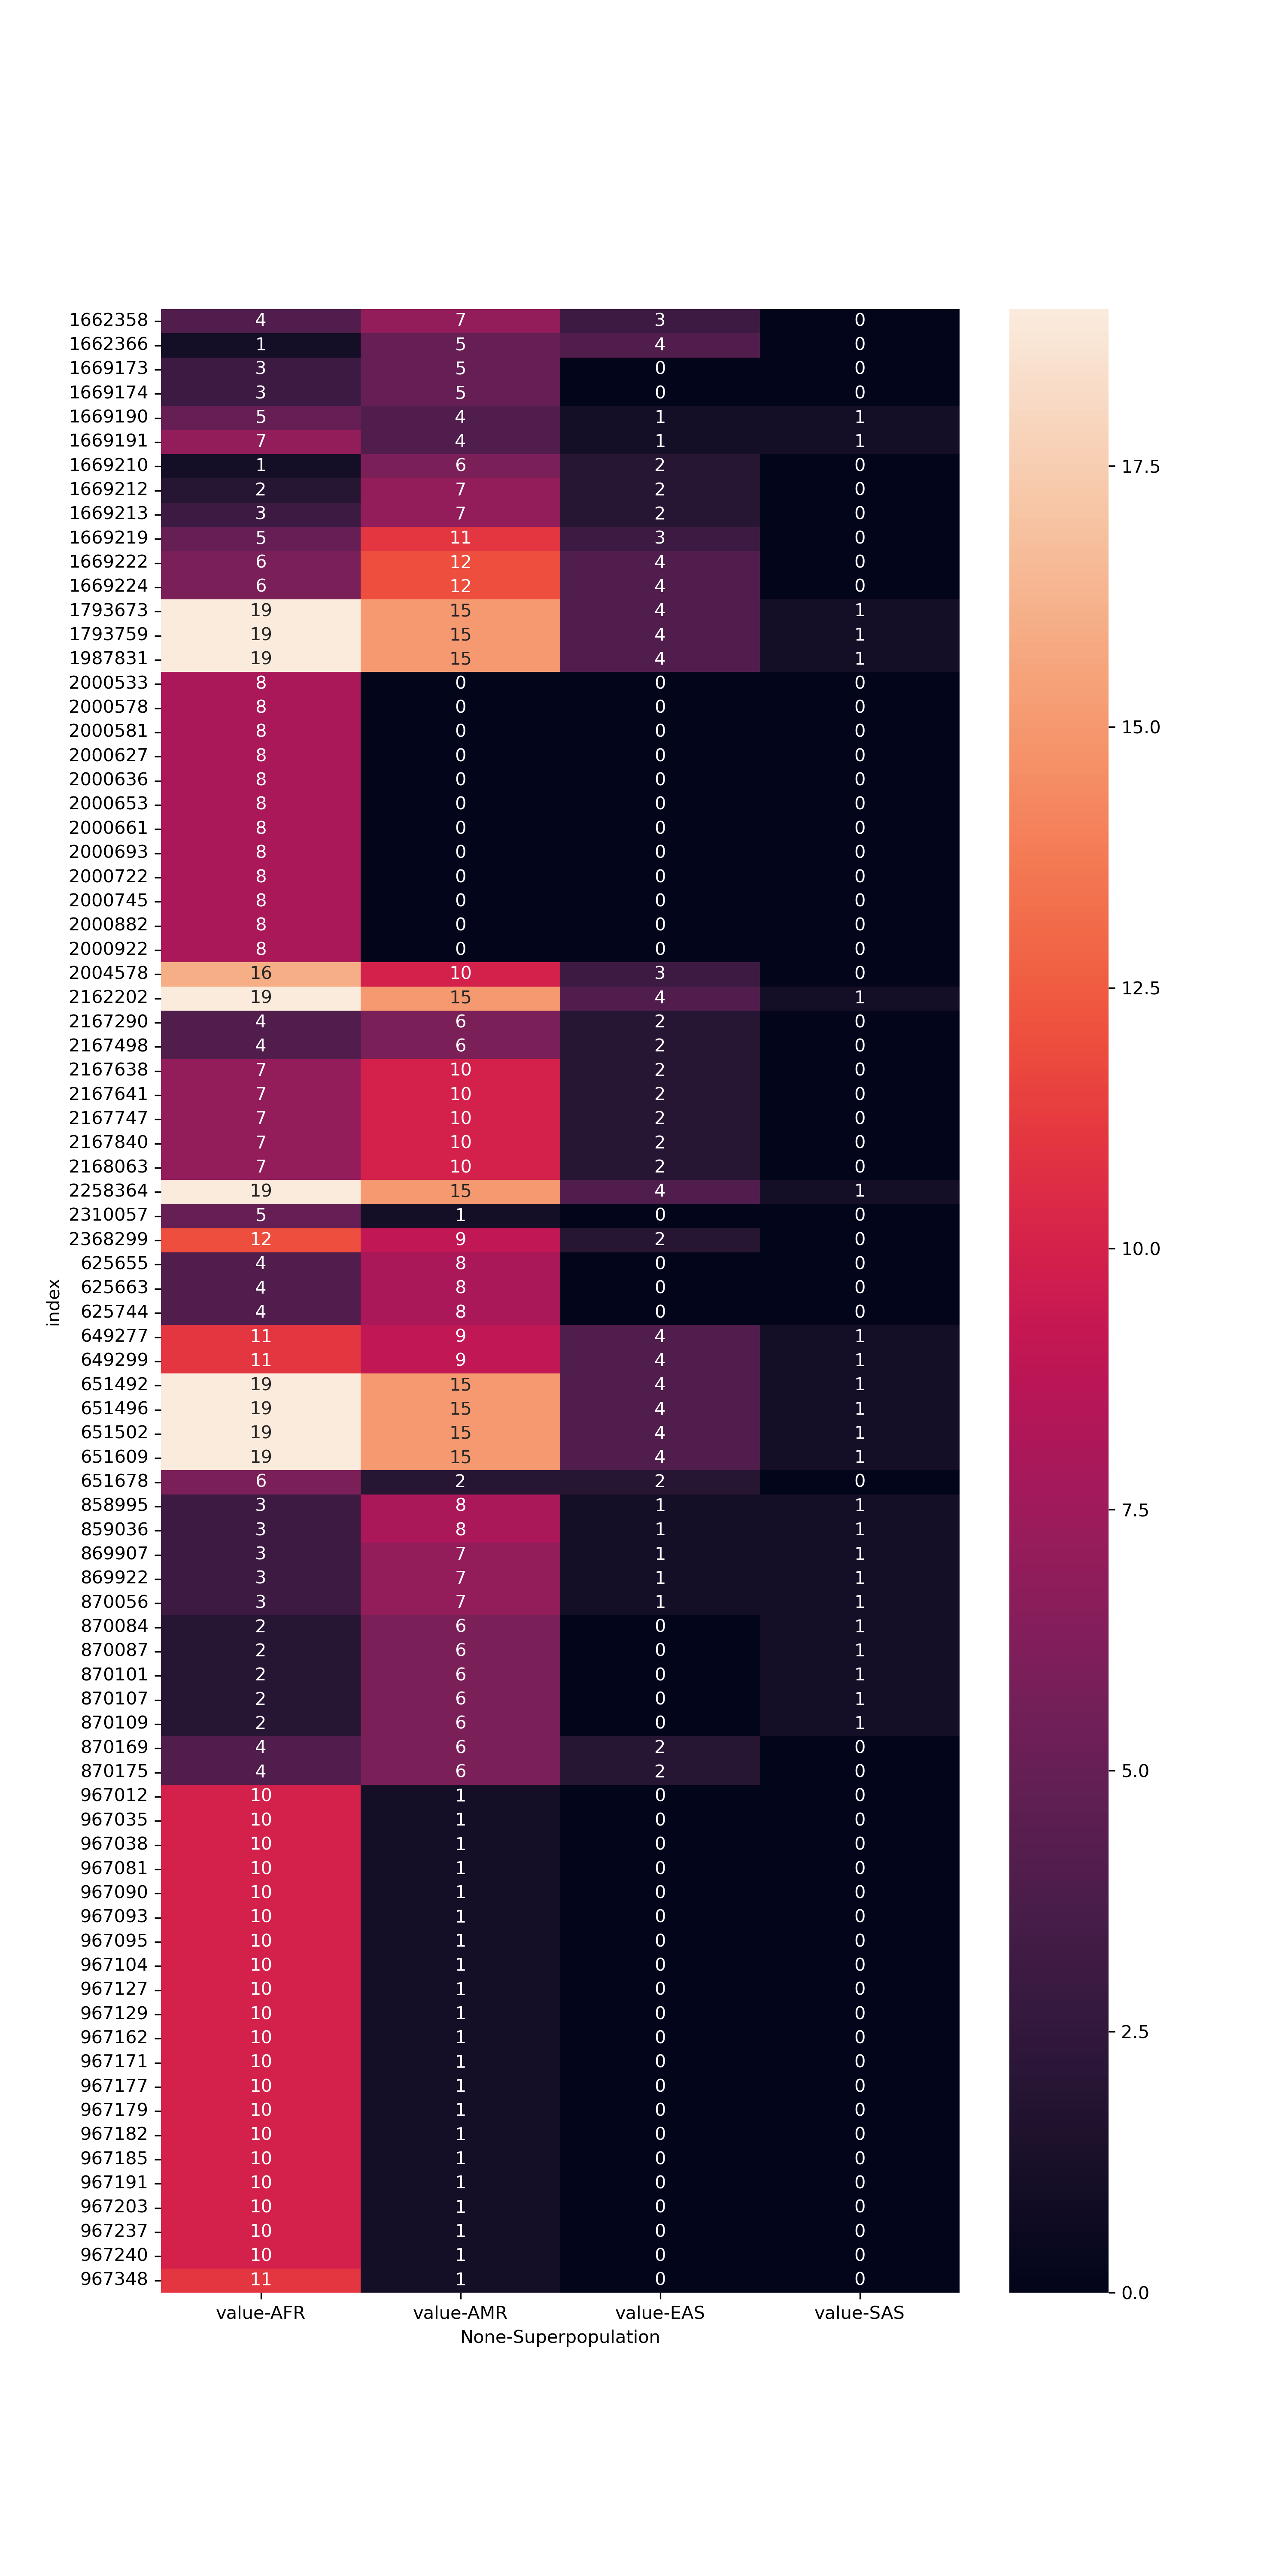 1662358 4 7 3 0
1662366 1 5 4 0
1669173 3 5 0 0
1669174 3 5 0 0
1669190 5 4 1 1
1669191 7 4 1 1
1669210 1 6 2 0
1669212 2 7 2 0
1669213 3 7 2 0
1669219 5 11 3 0
1669222 6 12 4 0
1669224 6 12 4 0
1793673 19 15 4 1
1793759 19 15 4 1
1987831 19 15 4 1
2000533 8 0 0 0
2000578 8 0 0 0
2000581 8 0 0 0
2000627 8 0 0 0
2000636 8 0 0 0
2000653 8 0 0 0
2000661 8 0 0 0
2000693 8 0 0 0
2000722 8 0 0 0
2000745 8 0 0 0
2000882 8 0 0 0
2000922 8 0 0 0
2004578 16 10 3 0
2162202 19 15 4 1
2167290 4 6 2 0
2167498 4 6 2 0
2167638 7 10 2 0
2167641 7 10 2 0
2167747 7 10 2 0
2167840 7 10 2 0
2168063 7 10 2 0
2258364 19 15 4 1
2310057 5 1 0 0
2368299 12 9 2 0
625655 4 8 0 0
625663 4 8 0 0
625744 4 8 0 0
649277 11 9 4 1
649299 11 9 4 1
651492 19 15 4 1
651496 19 15 4 1
651502 19 15 4 1
651609 19 15 4 1
651678 6 2 2 0
858995 3 8 1 1
859036 3 8 1 1
869907 3 7 1 1
869922 3 7 1 1
870056 3 7 1 1
870084 2 6 0 1
870087 2 6 0 1
870101 2 6 0 1
870107 2 6 0 1
870109 2 6 0 1
870169 4 6 2 0
870175 4 6 2 0
967012 10 1 0 0
967035 10 1 0 0
967038 10 1 0 0
967081 10 1 0 0
967090 10 1 0 0
967093 10 1 0 0
967095 10 1 0 0
967104 10 1 0 0
967127 10 1 0 0
967129 10 1 0 0
967162 10 1 0 0
967171 10 1 0 0
967177 10 1 0 0
967179 10 1 0 0
967182 10 1 0 0
967185 10 1 0 0
967191 10 1 0 0
967203 10 1 0 0
967237 10 1 0 0
967240 10 1 0 0
967348 11 1 0 0
value-AFR value-AMR value-EAS value-SAS
None-Superpopulation
index
17.5
15.0
12.5
10.0
7.5
5.0
2.5
0.0